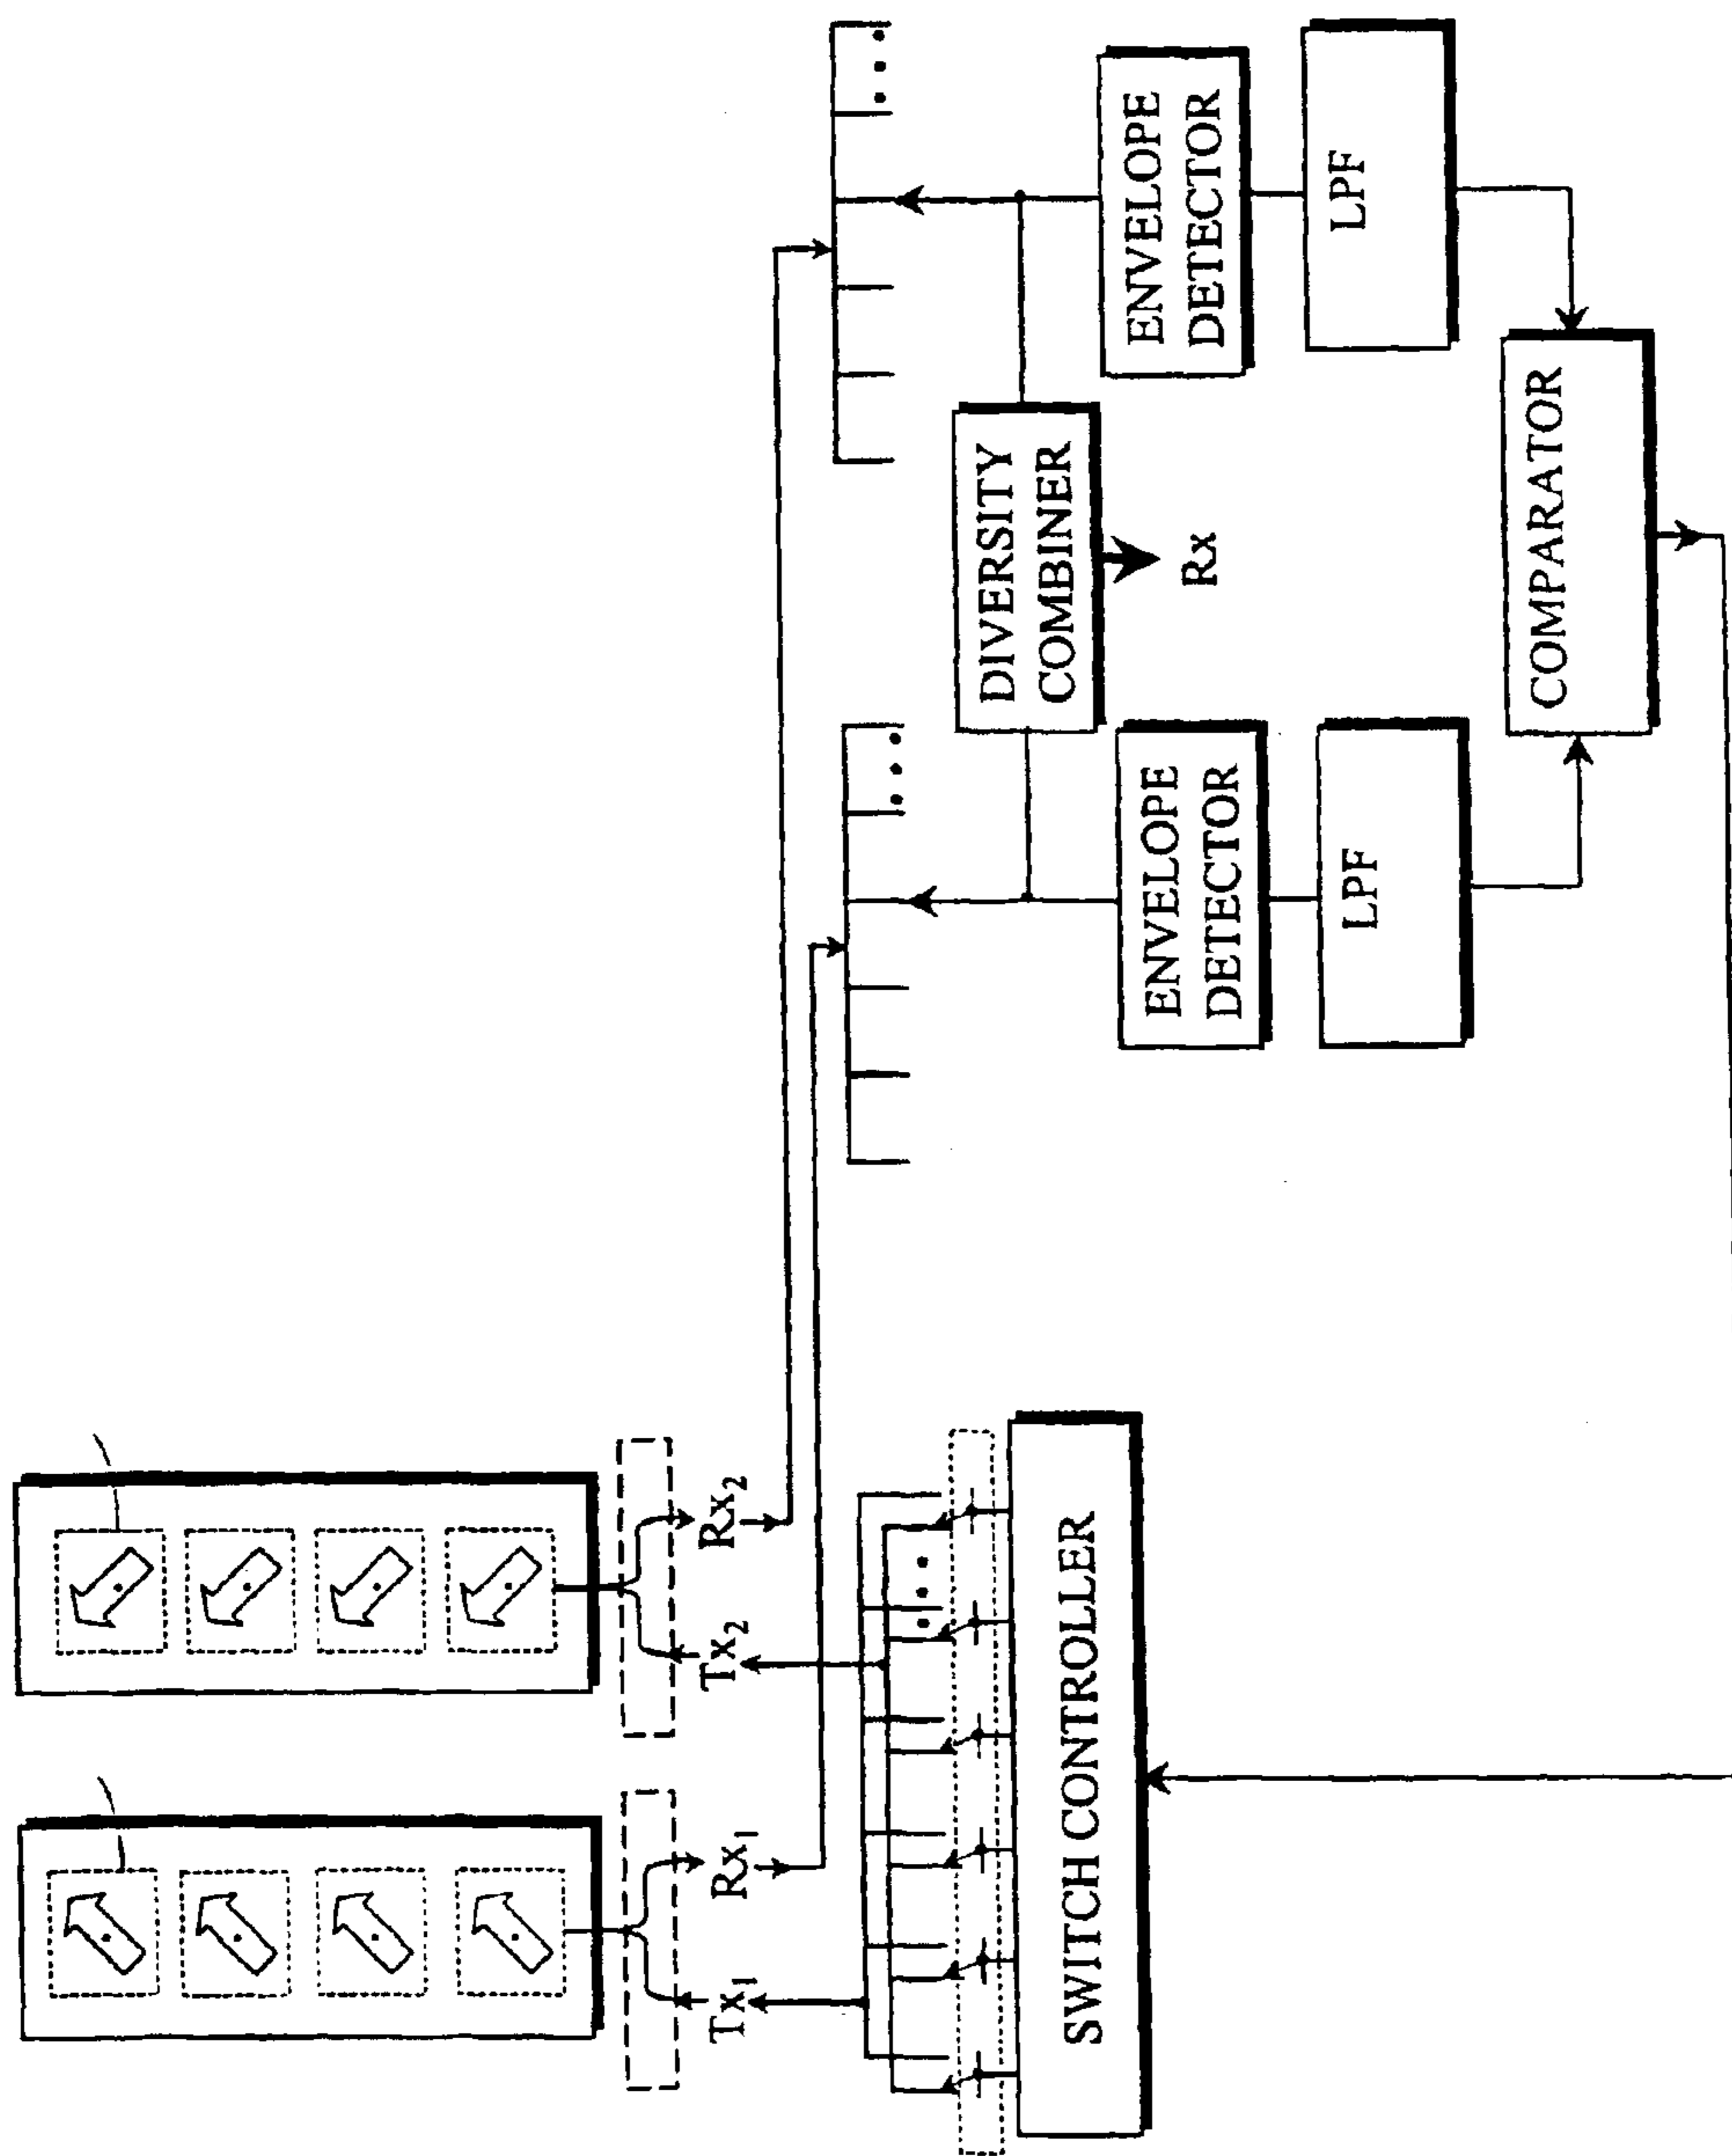 Tx1
Rx1
Tx2
Rx2
SWITCH CONTROLLER
DIVERSITY
COMBINER
Rx
ENVELOPE
DETECTOR
LPF
ENVELOPE
DETECTOR
LPF
COMPARATOR